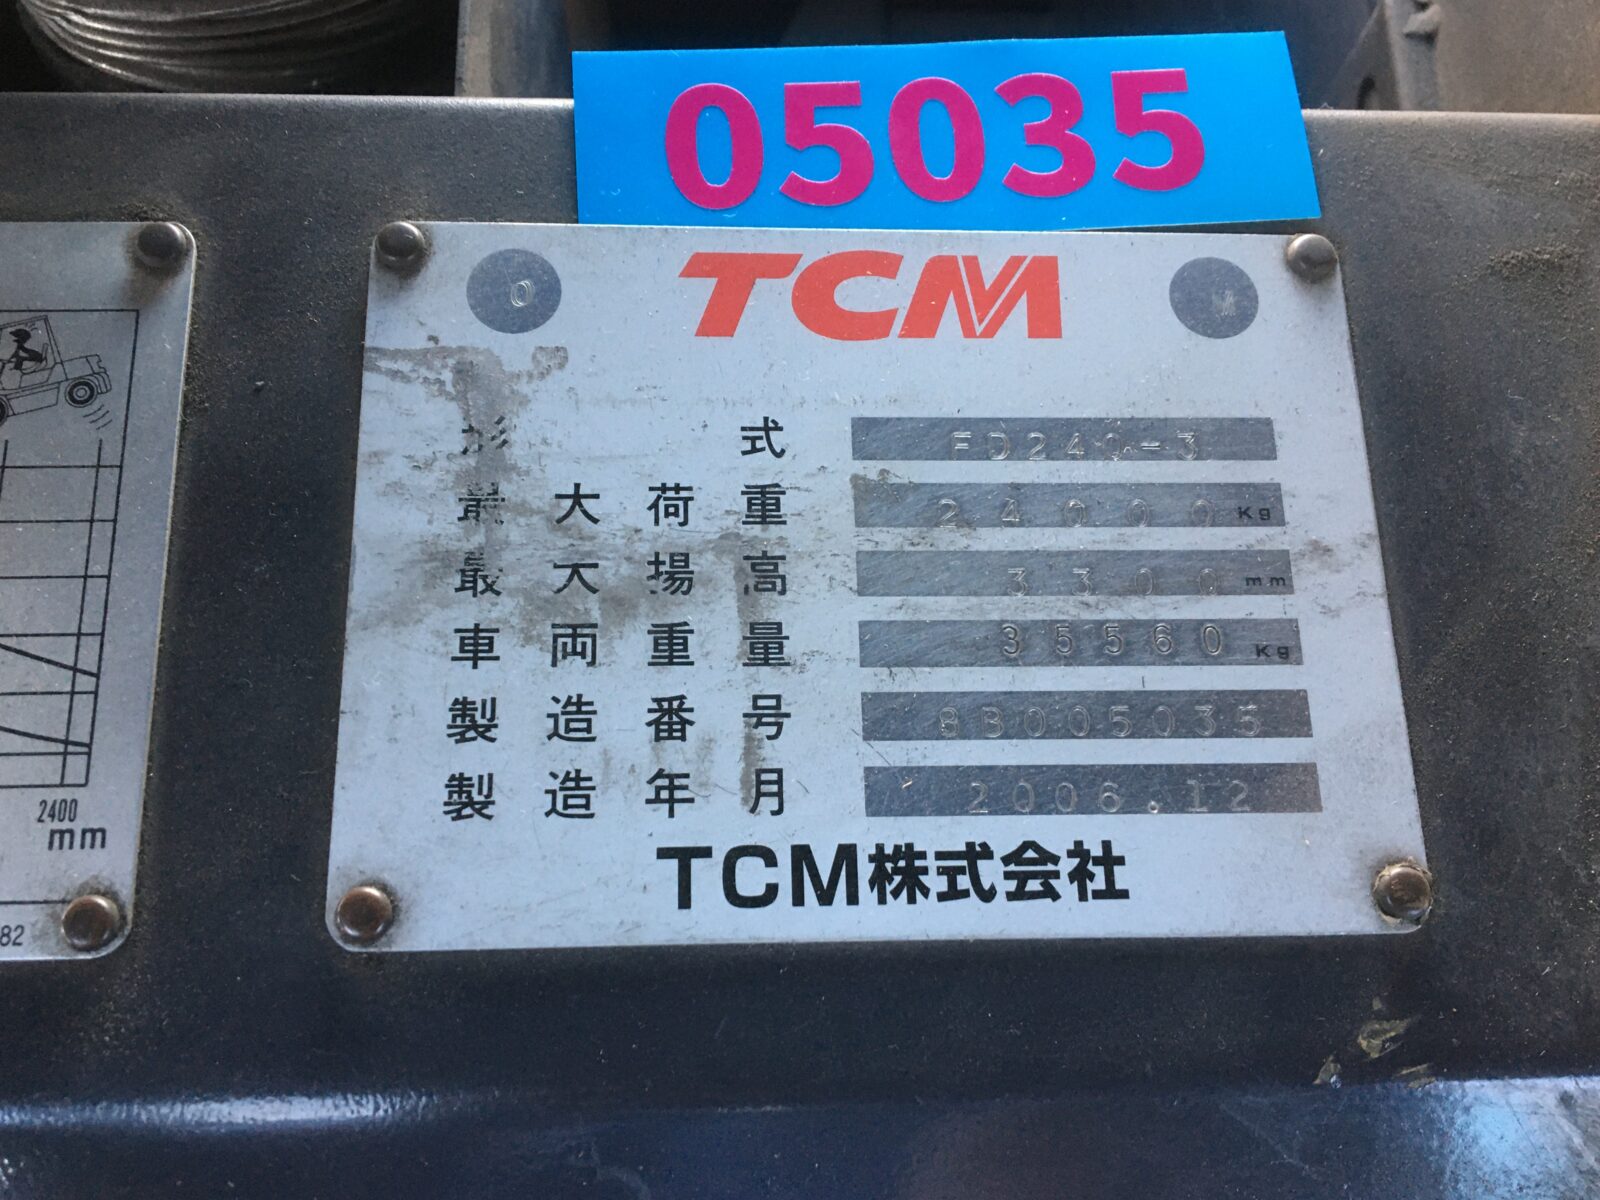 05035
O
TCM
M
形式 FD240-3
最大荷重 24000 Kg
最大揚高 3300 mm
車両重量 35560 Kg
製造番号 8B005035
製造年月 2006.12
TCM株式会社
2400
mm
82